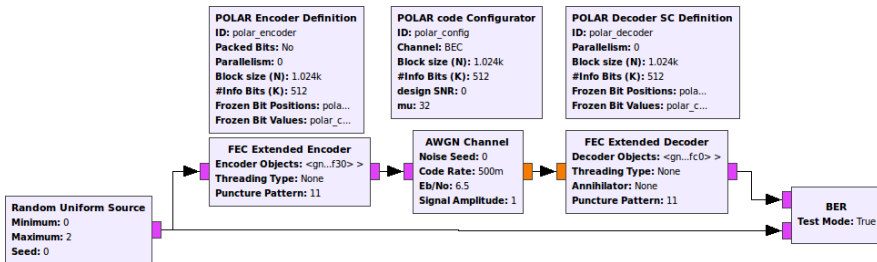 POLAR Encoder Definition
ID: polar_encoder
Packed Bits: No
Parallelism: 0
Block size (N): 1.024k
#Info Bits (K): 512
Frozen Bit Positions: pola...
Frozen Bit Values: polar_c...
POLAR code Configurator
ID: polar_config
Channel: BEC
Block size (N): 1.024k
#Info Bits (K): 512
design SNR: 0
mu: 32
POLAR Decoder SC Definition
ID: polar_decoder
Parallelism: 0
Block size (N): 1.024k
#Info Bits (K): 512
Frozen Bit Positions: pola...
Frozen Bit Values: polar_c...
FEC Extended Encoder
Encoder Objects: <gn...f30> >
Threading Type: None
Puncture Pattern: 11
AWGN Channel
Noise Seed: 0
Code Rate: 500m
Eb/No: 6.5
Signal Amplitude: 1
FEC Extended Decoder
Decoder Objects: <gn...fc0> >
Threading Type: None
Annihilator: None
Puncture Pattern: 11
Random Uniform Source
Minimum: 0
Maximum: 2
Seed: 0
BER
Test Mode: True